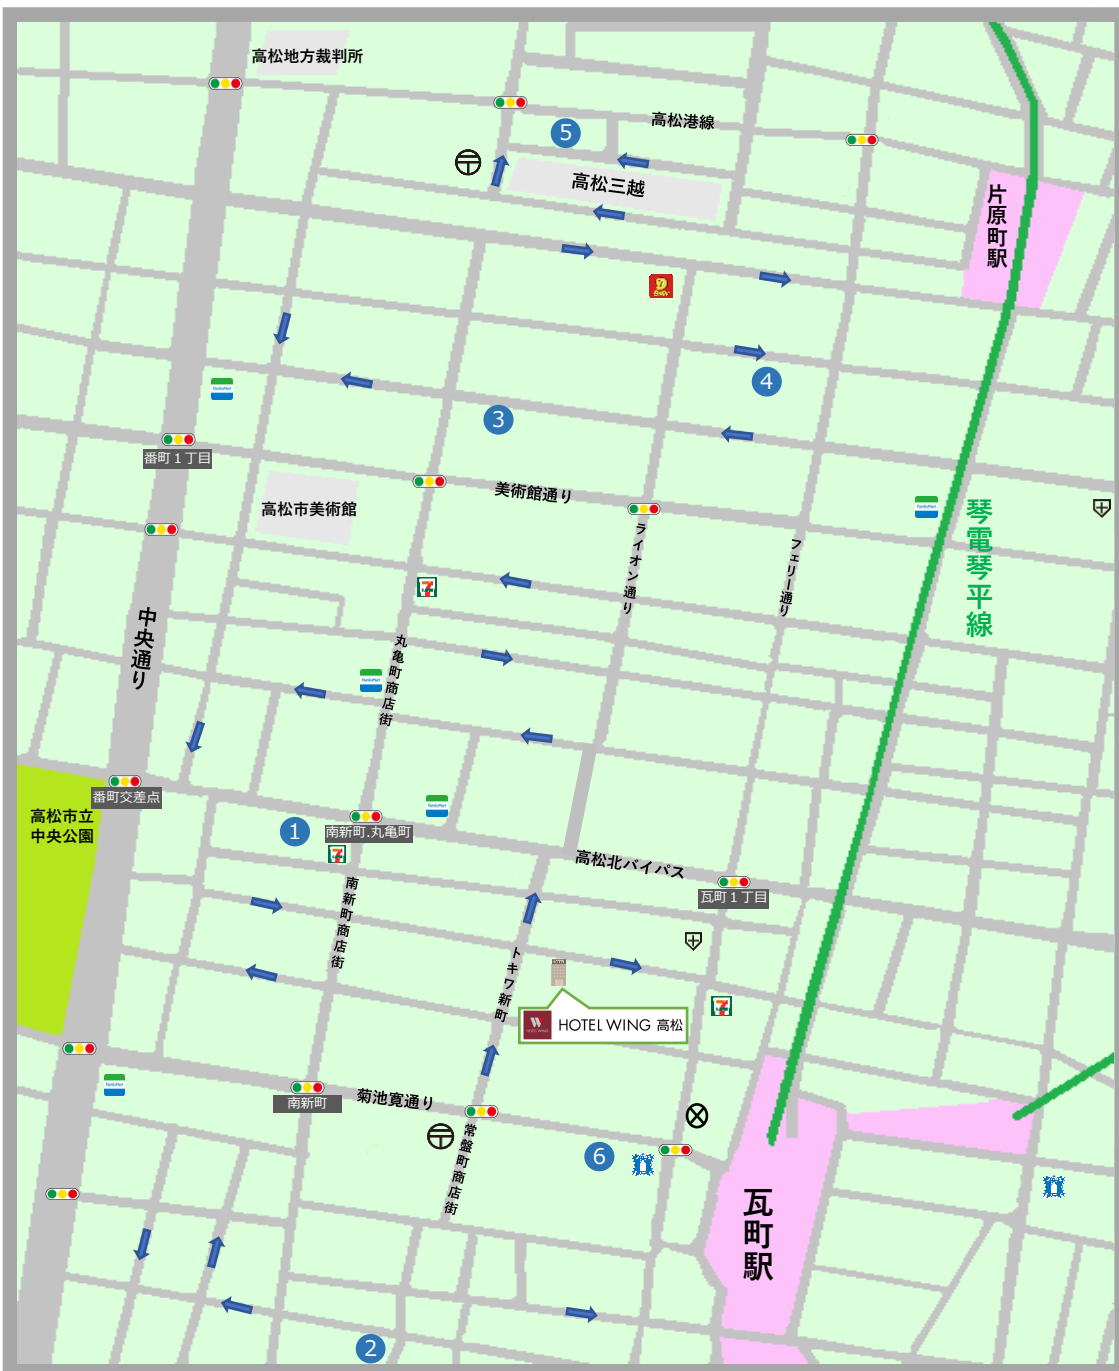 高松地方裁判所
高松港線
5
高松三越
片原町駅
4
3
番町１丁目
美術館通り
高松市美術館
ライオン通り
フェリー通り
琴電琴平線
中央通り
丸亀町商店街
番町交差点
高松市立
中央公園
1
南新町.丸亀町
高松北バイパス
瓦町１丁目
南新町商店街
トキワ新町
HOTEL WING 高松
菊池寛通り
南新町
常盤町商店街
6
瓦町駅
2